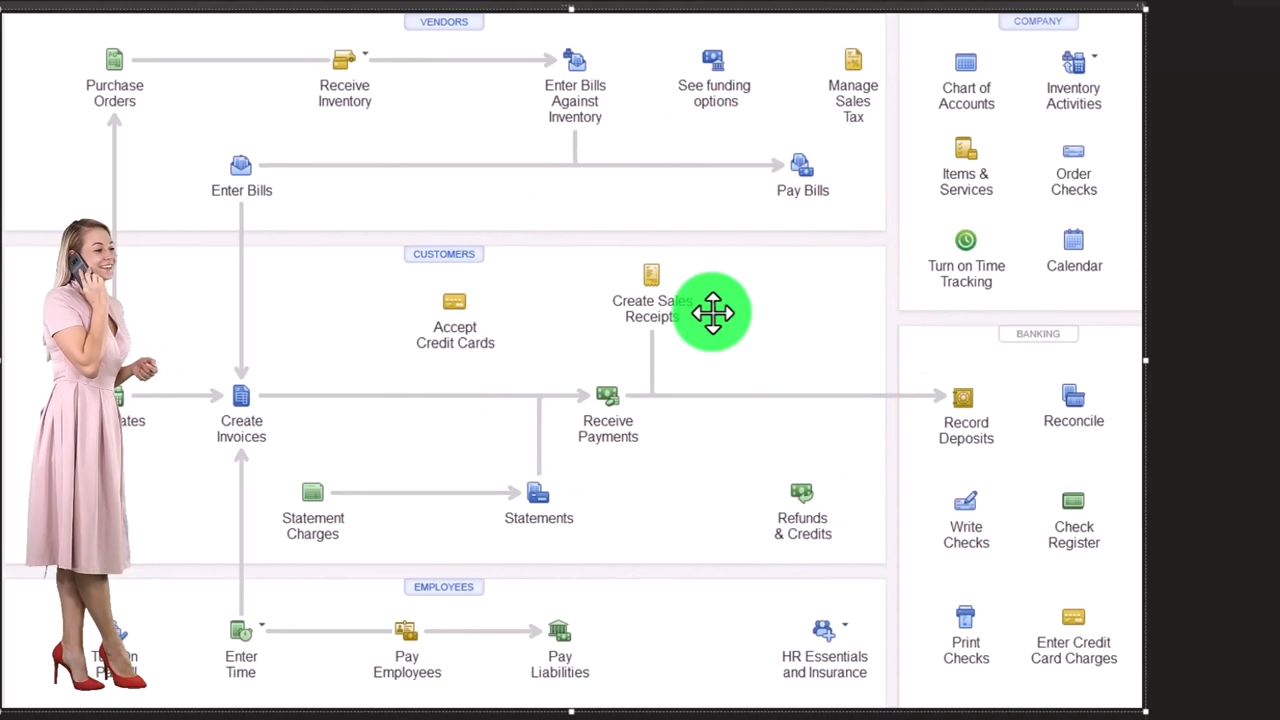 VENDORS
Purchase
Orders
Receive
Inventory
Enter Bills
Against
Inventory
See funding
options
Manage
Sales
Tax
Enter Bills
Pay Bills
CUSTOMERS
Accept
Credit Cards
Create Sales
Receipts
ates
Create
Invoices
Receive
Payments
Statement
Charges
Statements
Refunds
& Credits
EMPLOYEES
Enter
Time
Pay
Employees
Pay
Liabilities
HR Essentials
and Insurance
COMPANY
Chart of
Accounts
Inventory
Activities
Items &
Services
Order
Checks
Turn on Time
Tracking
Calendar
BANKING
Record
Deposits
Reconcile
Write
Checks
Check
Register
Print
Checks
Enter Credit
Card Charges